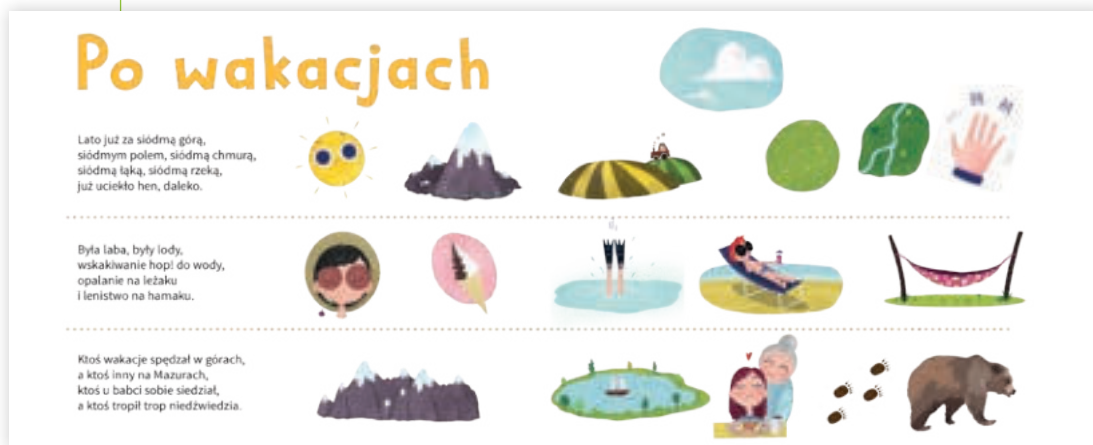 Po wakacjach
Lato już za siódmą górą,
siódmym polem, siódmą chmurą,
siódmą łąką, siódmą rzeką,
już uciekło hen, daleko.
Była laba, były lody,
wskakiwanie hop! do wody,
opalanie na leżaku
i lenistwo na hamaku.
Ktoś wakacje spędzał w górach,
a ktoś inny na Mazurach,
ktoś u babci sobie siedział,
a ktoś tropił trop niedźwiedzia.